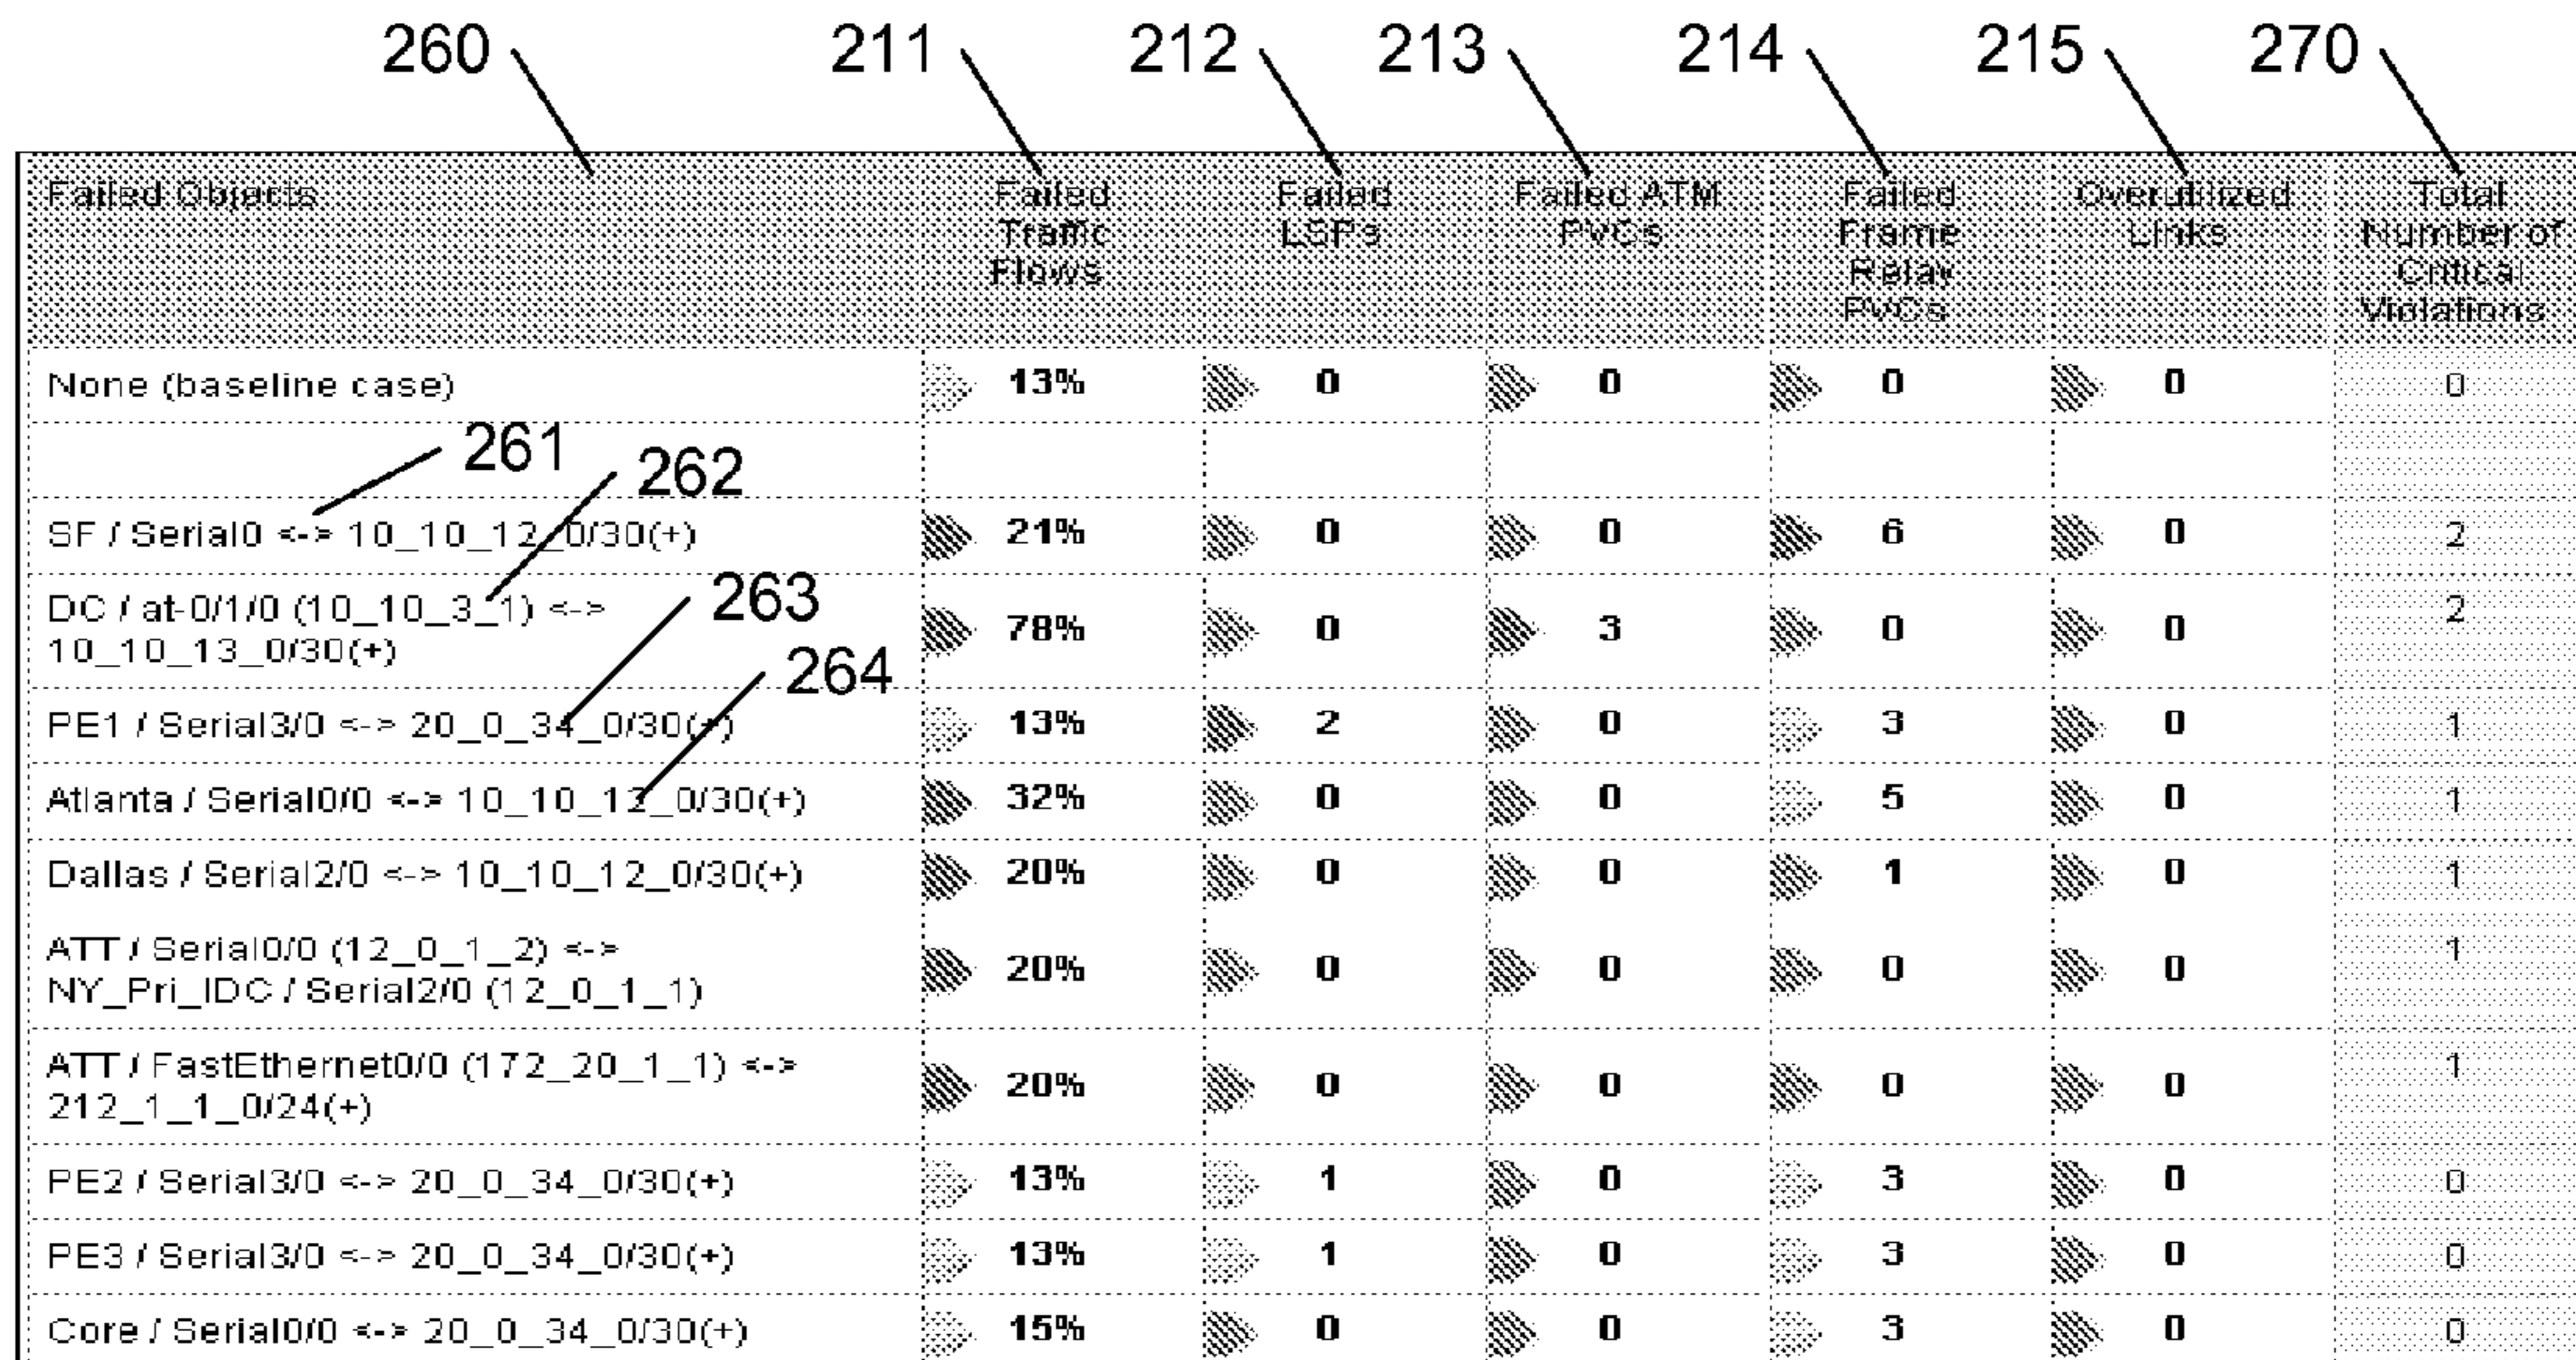 260 211 212 213 214 215 270
Failed Objects Failed Failed Failed ATM Failed Overutilized Total
Traffic LSPs PVCs Frame Links Number of
Flows Relay Critical
PVCs Violations
None (baseline case) 13% 0 0 0 0 0
261
262
SF / Serial0 <-> 10_10_12_0/30(+) 21% 0 0 6 0 2
263
DC / at-0/1/0 (10_10_3_1) <->
10_10_13_0/30(+) 78% 0 3 0 0 2
264
PE1 / Serial3/0 <-> 20_0_34_0/30(+) 13% 2 0 3 0 1
Atlanta / Serial0/0 <-> 10_10_12_0/30(+) 32% 0 0 5 0 1
Dallas / Serial2/0 <-> 10_10_12_0/30(+) 20% 0 0 1 0 1
ATT / Serial0/0 (12_0_1_2) <->
NY_Pri_IDC / Serial2/0 (12_0_1_1) 20% 0 0 0 0 1
ATT / FastEthernet0/0 (172_20_1_1) <->
212_1_1_0/24(+) 20% 0 0 0 0 1
PE2 / Serial3/0 <-> 20_0_34_0/30(+) 13% 1 0 3 0 0
PE3 / Serial3/0 <-> 20_0_34_0/30(+) 13% 1 0 3 0 0
Core / Serial0/0 <-> 20_0_34_0/30(+) 15% 0 0 3 0 0